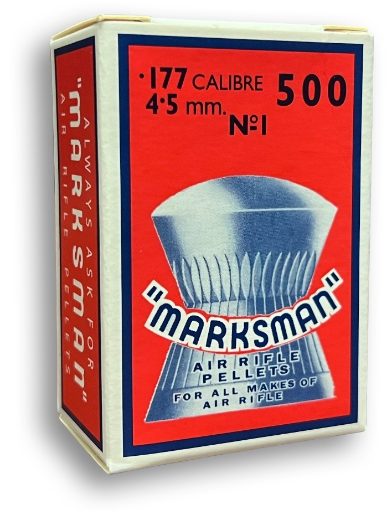 ·177 CALIBRE 500
4·5 mm.
Nº1
"MARKSMAN"
AIR RIFLE
PELLETS
FOR ALL MAKES OF
AIR RIFLE
ALWAYS ASK FOR
"MARKSMAN"
AIR RIFLE PELLETS